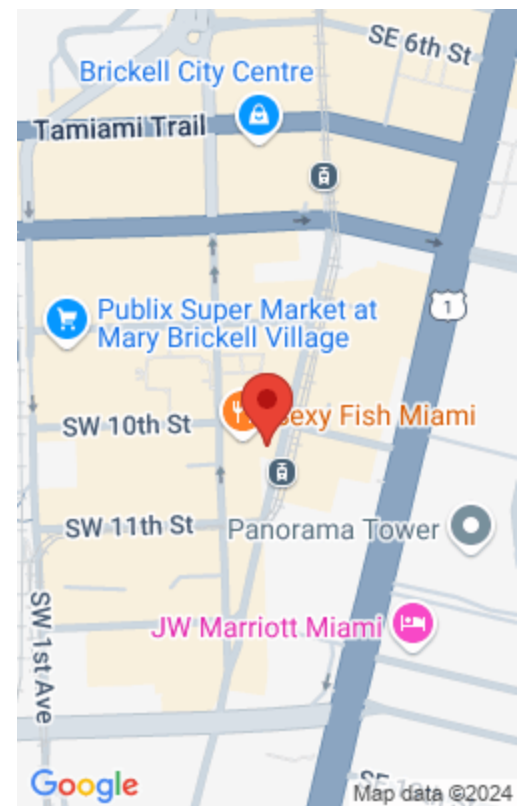 SE 6th St
Brickell City Centre
Tamiami Trail
1
Publix Super Market at
Mary Brickell Village
Sexy Fish Miami
SW 10th St
SW 11th St
Panorama Tower
SW 1st Ave
JW Marriott Miami
Google
Map data ©2024